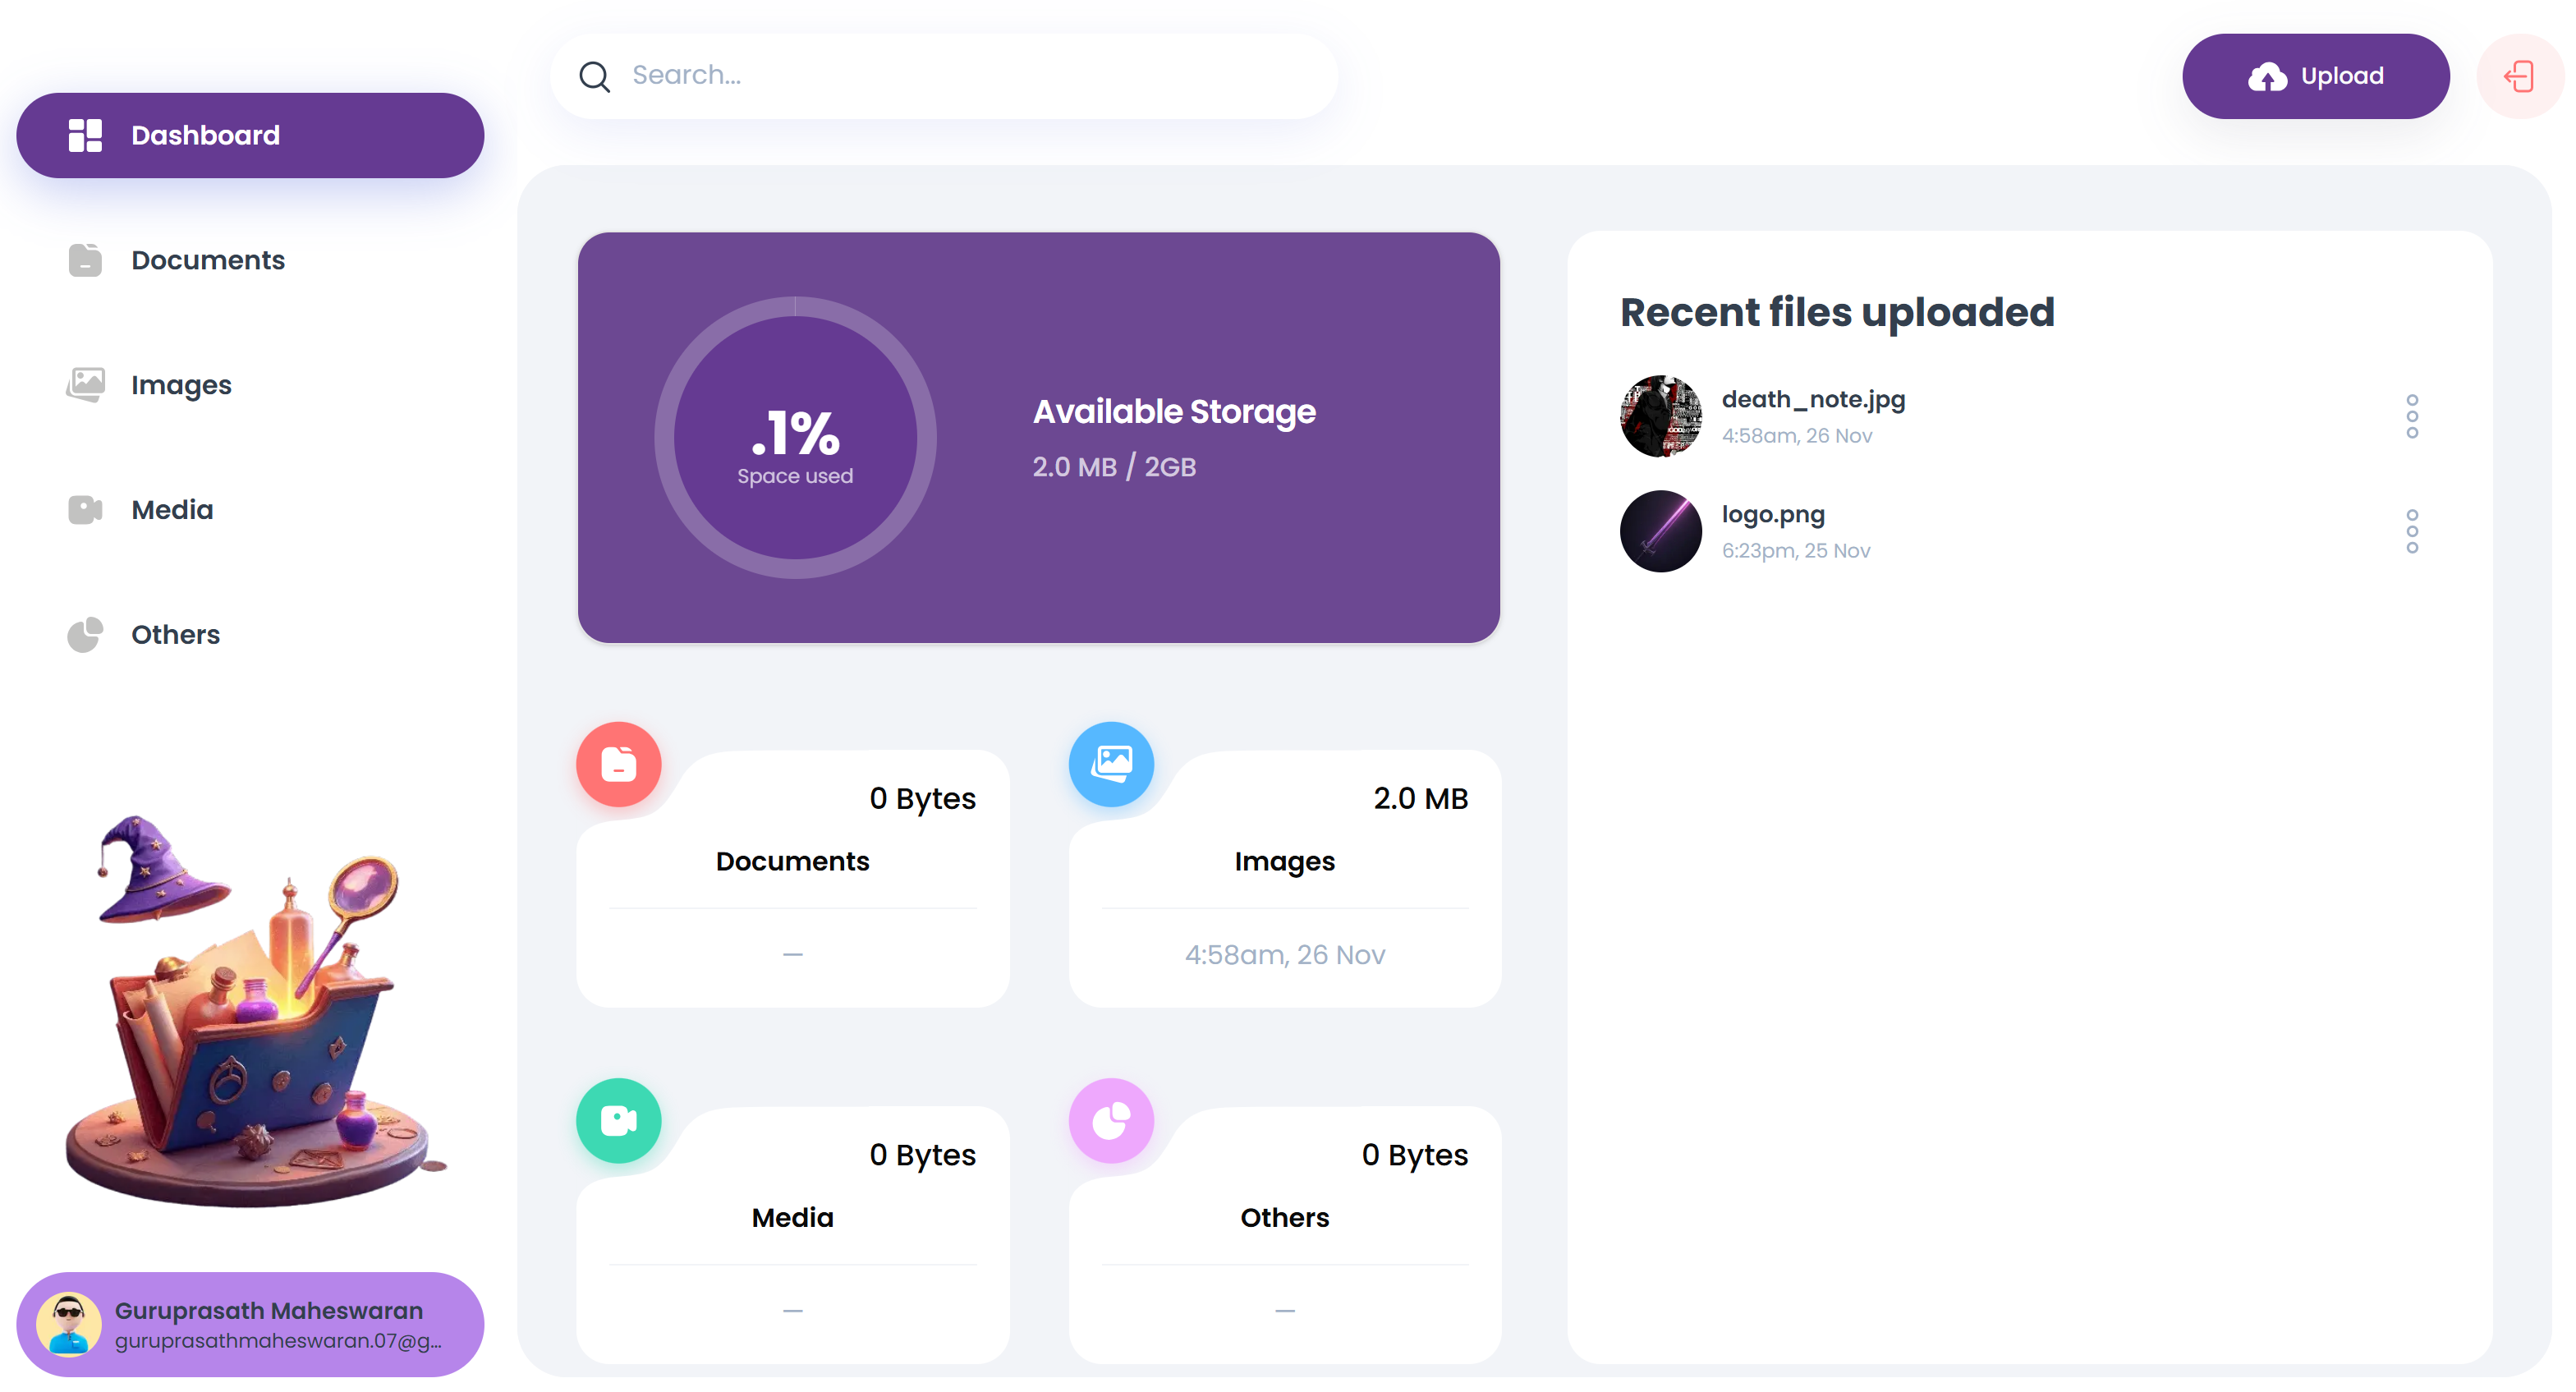 Search...
Upload
Dashboard
Documents
Images
Media
Others
Guruprasath Maheswaran
guruprasathmaheswaran.07@g...
.1%
Space used
Available Storage
2.0 MB / 2GB
0 Bytes
Documents
—
2.0 MB
Images
4:58am, 26 Nov
0 Bytes
Media
—
0 Bytes
Others
—
Recent files uploaded
death_note.jpg
4:58am, 26 Nov
logo.png
6:23pm, 25 Nov